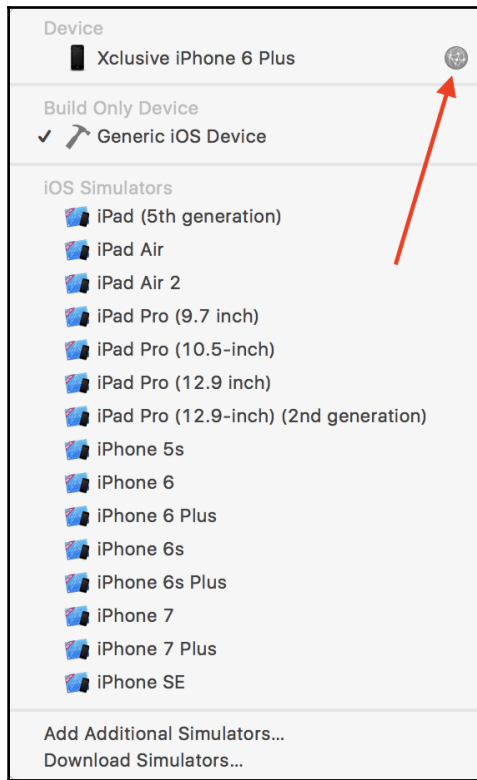 Device
Xclusive iPhone 6 Plus
Build Only Device
Generic iOS Device
iOS Simulators
iPad (5th generation)
iPad Air
iPad Air 2
iPad Pro (9.7 inch)
iPad Pro (10.5-inch)
iPad Pro (12.9 inch)
iPad Pro (12.9-inch) (2nd generation)
iPhone 5s
iPhone 6
iPhone 6 Plus
iPhone 6s
iPhone 6s Plus
iPhone 7
iPhone 7 Plus
iPhone SE
Add Additional Simulators...
Download Simulators...